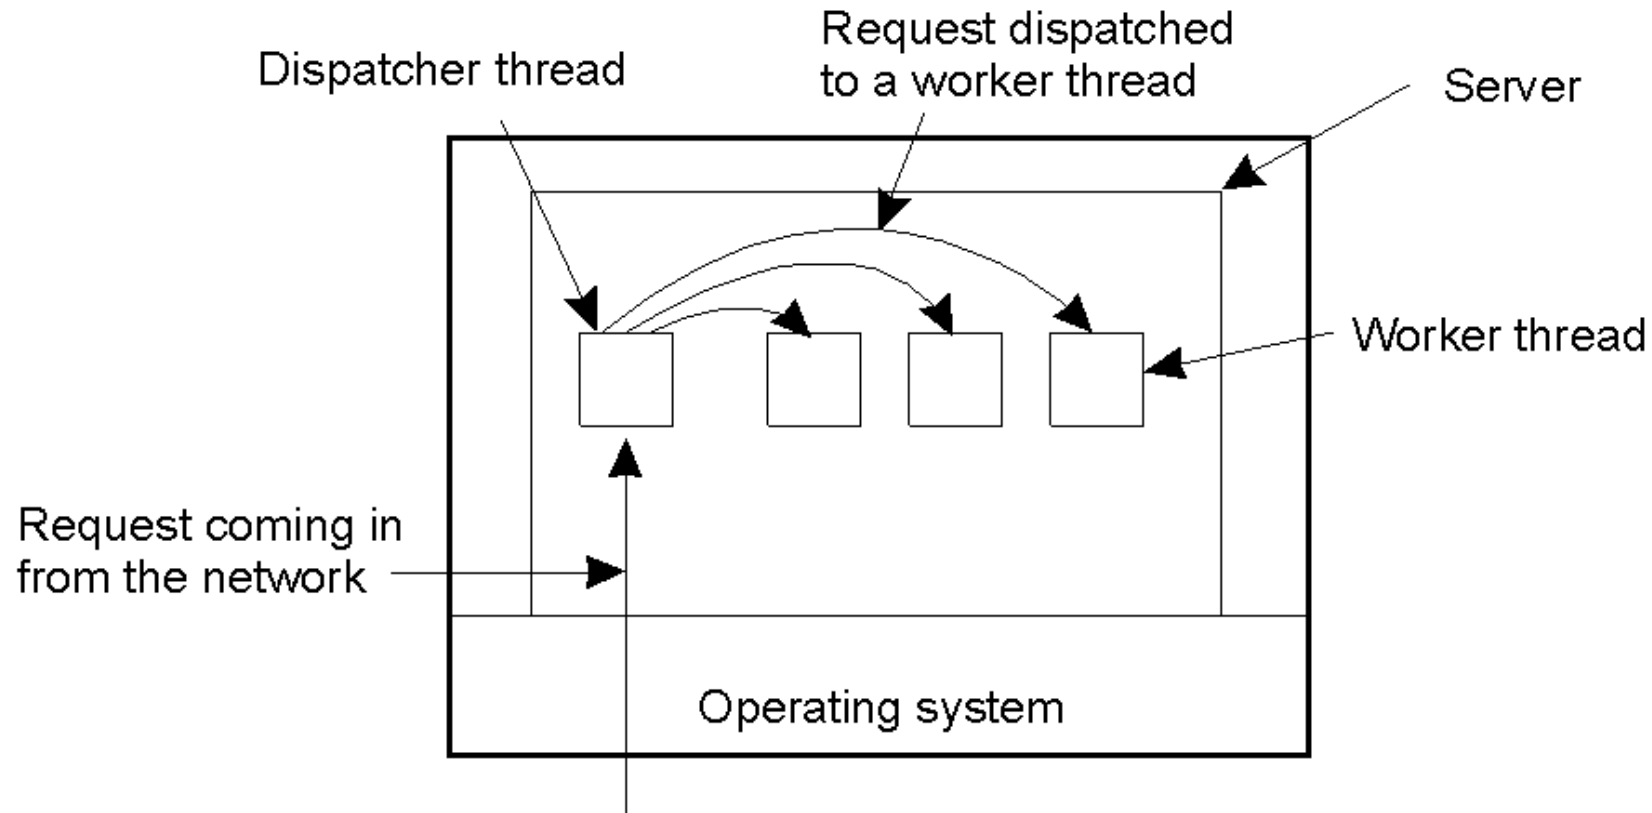 Request dispatched
to a worker thread
Dispatcher thread
Server
Worker thread
Request coming in
from the network
Operating system